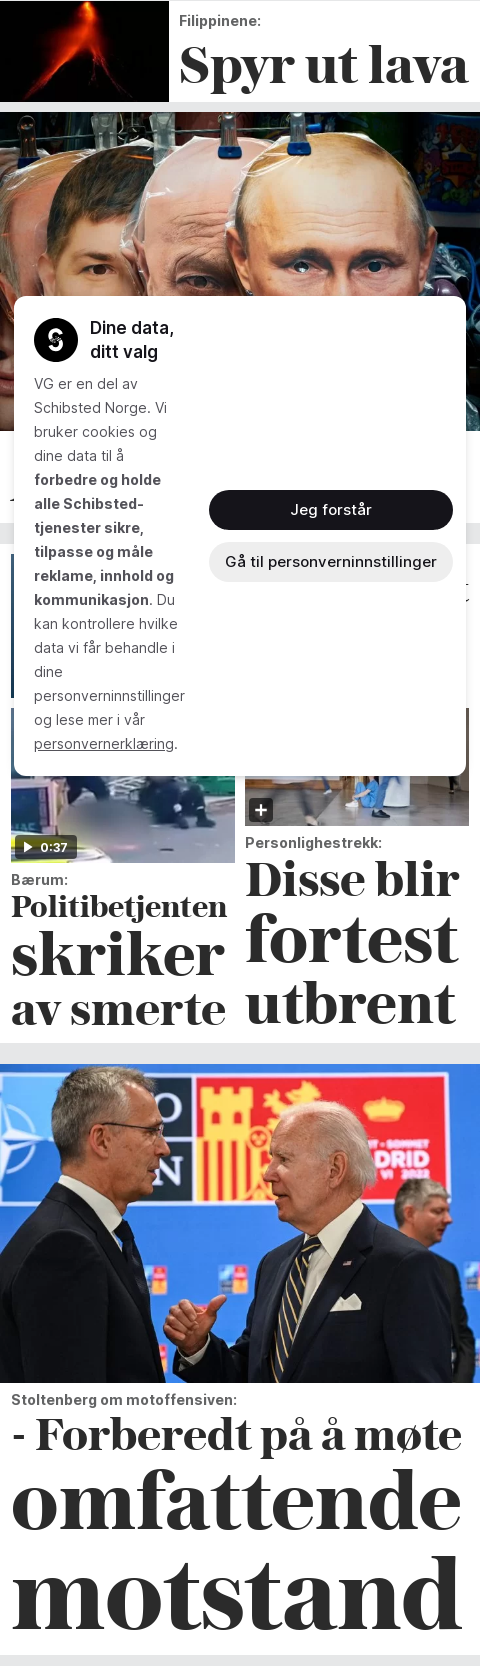 Filippinene:
Spyr ut lava
Dine data,
ditt valg
VG er en del av
Schibsted Norge. Vi
bruker cookies og
dine data til å
forbedre og holde
alle Schibsted-
tjenester sikre,
tilpasse og måle
reklame, innhold og
kommunikasjon. Du
kan kontrollere hvilke
data vi får behandle i
dine
personverninnstillinger
og lese mer i vår
personvernerklæring.
Jeg forstår
Gå til personverninnstillinger
0:37
Bærum:
Politibetjenten
skriker
av smerte
Personlighestrekk:
Disse blir
fortest
utbrent
Stoltenberg om motoffensiven:
- Forberedt på å møte
omfattende
motstand